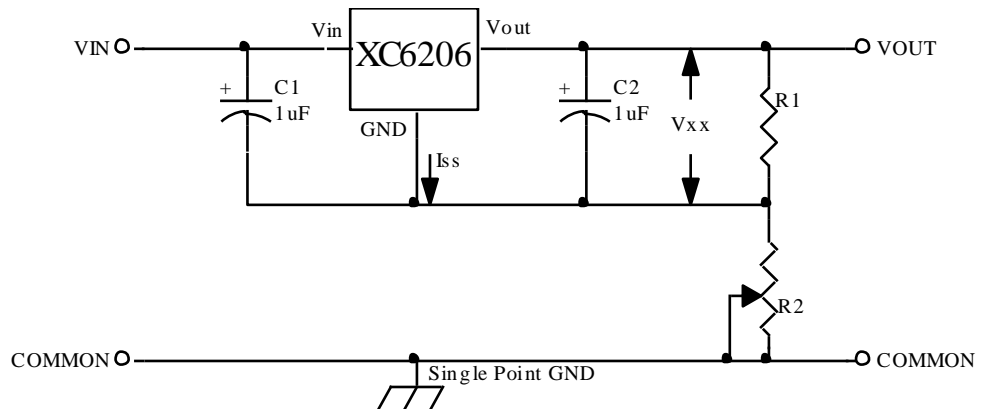 Vin
Vout
VIN
XC6206
VOUT
+
C1
1uF
+
C2
1uF
R1
GND
Vxx
Iss
R2
COMMON
COMMON
Single Point GND